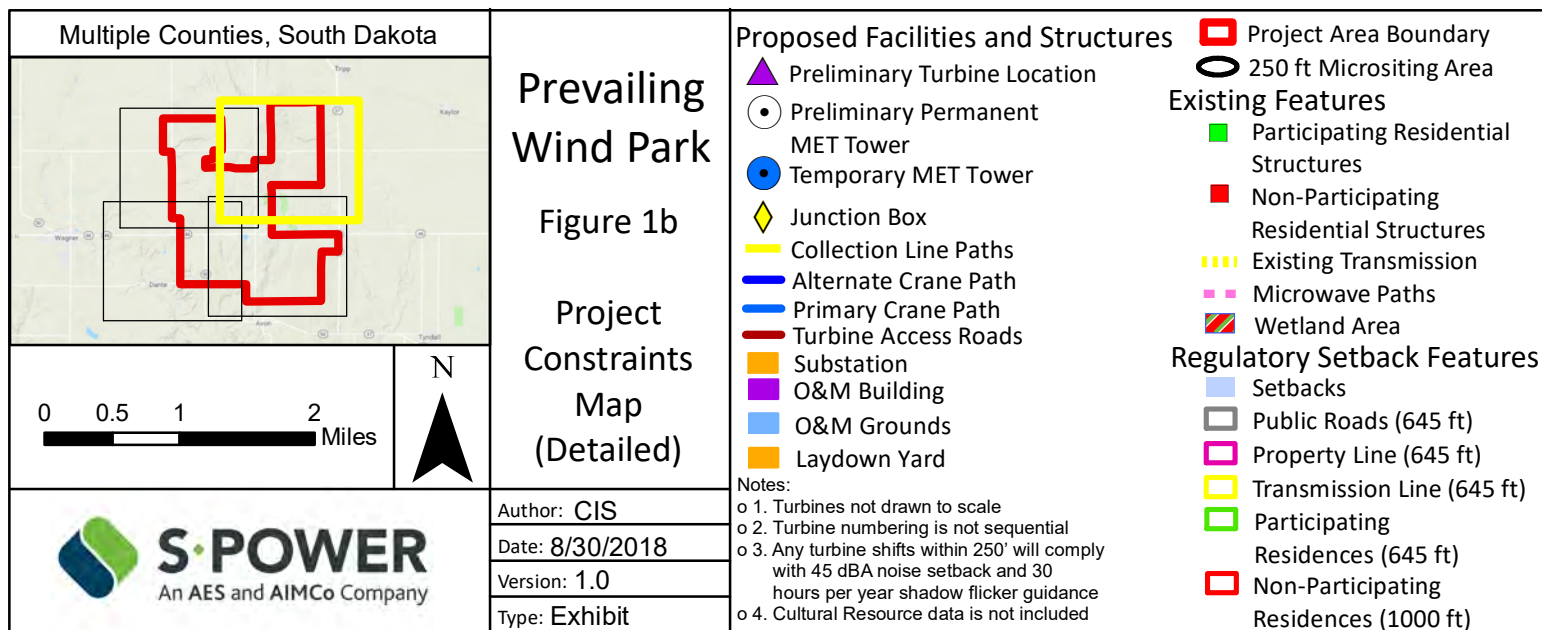 Multiple Counties, South Dakota
Tripp
37
Kaylor
50
Wagner
46
46
50
Dante
Avon
50
37
Tyndall
0 0.5 1 2
Miles
N
S·POWER
An AES and AIMCo Company
Prevailing
Wind Park
Figure 1b
Project
Constraints
Map
(Detailed)
Author: CIS
Date: 8/30/2018
Version: 1.0
Type: Exhibit
Proposed Facilities and Structures
Preliminary Turbine Location
Preliminary Permanent
MET Tower
Temporary MET Tower
Junction Box
Collection Line Paths
Alternate Crane Path
Primary Crane Path
Turbine Access Roads
Substation
O&M Building
O&M Grounds
Laydown Yard
Notes:
o 1. Turbines not drawn to scale
o 2. Turbine numbering is not sequential
o 3. Any turbine shifts within 250' will comply
with 45 dBA noise setback and 30
hours per year shadow flicker guidance
o 4. Cultural Resource data is not included
Project Area Boundary
250 ft Micrositing Area
Existing Features
Participating Residential
Structures
Non-Participating
Residential Structures
Existing Transmission
Microwave Paths
Wetland Area
Regulatory Setback Features
Setbacks
Public Roads (645 ft)
Property Line (645 ft)
Transmission Line (645 ft)
Participating
Residences (645 ft)
Non-Participating
Residences (1000 ft)